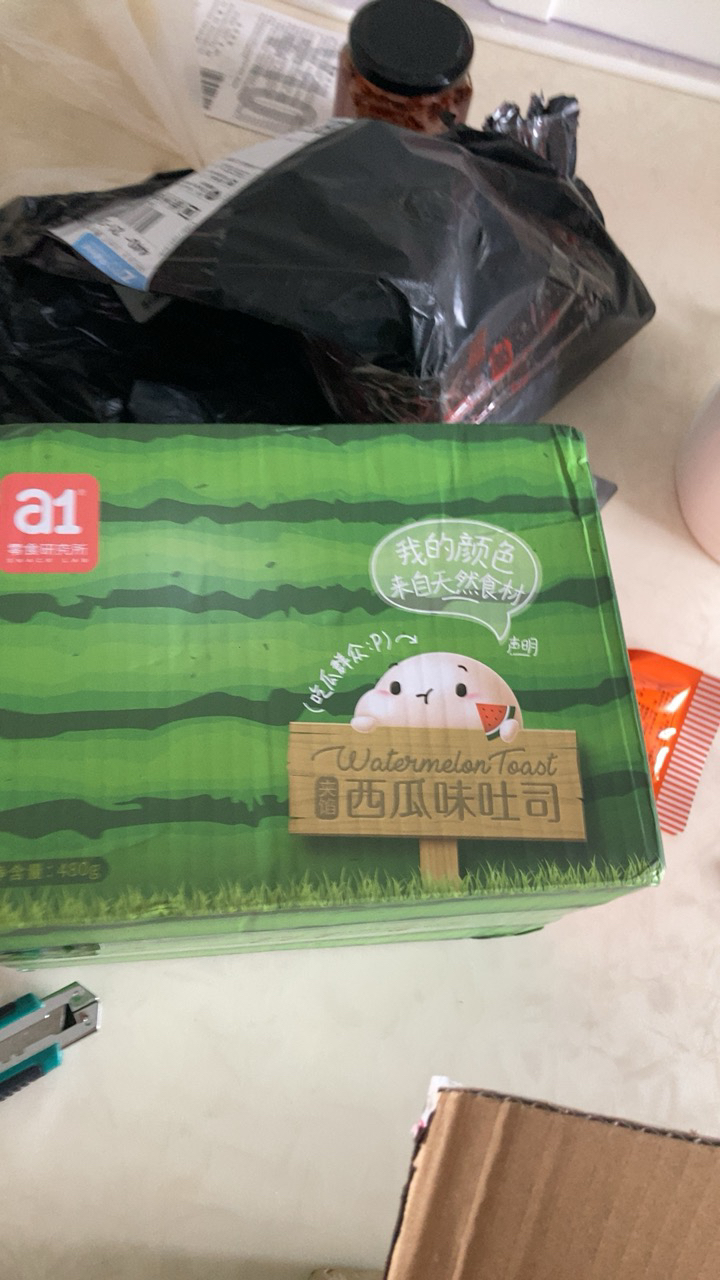 a1
零食研究所
SNACK LAB
我的颜色
来自天然食材
声明
(吃瓜群众:P)
Watermelon Toast
夹馅
西瓜味吐司
净含量:480g